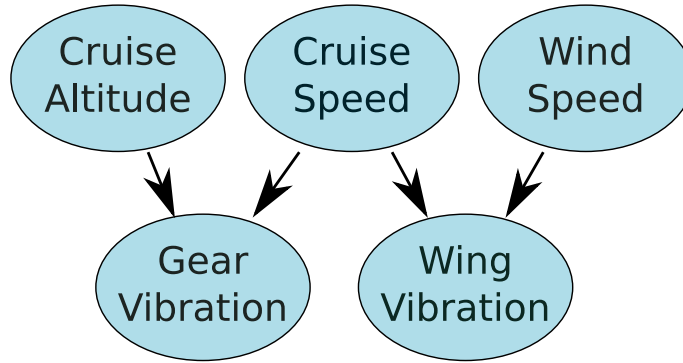 Cruise
Altitude
Cruise
Speed
Wind
Speed
Gear
Vibration
Wing
Vibration